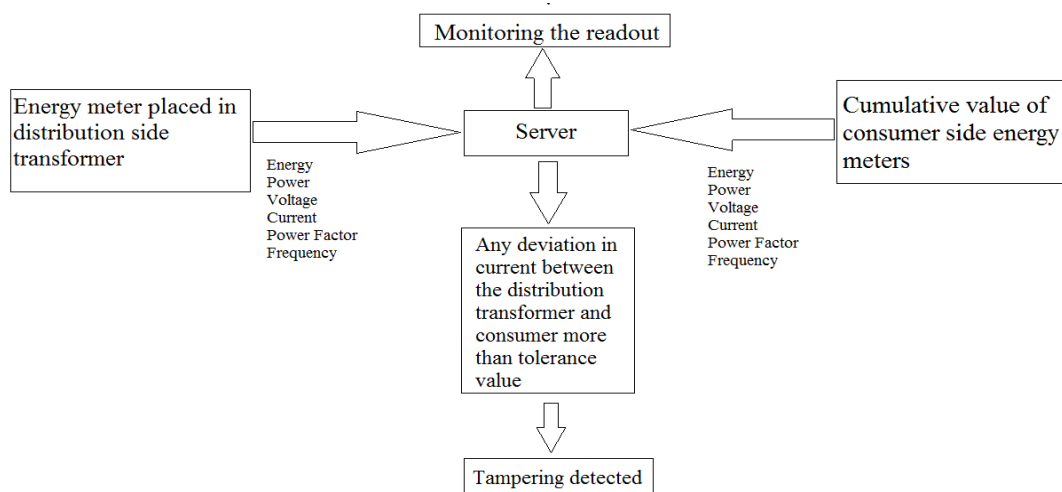 Monitoring the readout
Energy meter placed in
distribution side
transformer
Server
Cumulative value of
consumer side energy
meters
Energy
Power
Voltage
Current
Power Factor
Frequency
Energy
Power
Voltage
Current
Power Factor
Frequency
Any deviation in
current between
the distribution
transformer and
consumer more
than tolerance
value
Tampering detected